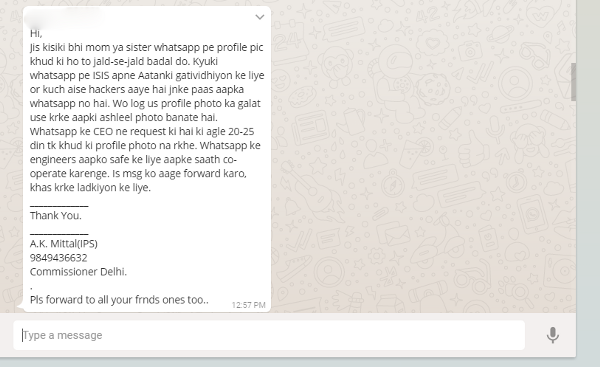 Hi,
Jis kisiki bhi mom ya sister whatsapp pe profile pic
khud ki ho to jald-se-jald badal do. Kyuki
whatsapp pe ISIS apne Aatanki gatividhiyon ke liye
or kuch aise hackers aaye hai jnke paas aapka
whatsapp no hai. Wo log us profile photo ka galat
use krke apki ashleel photo banate hai.
Whatsapp ke CEO ne request ki hai ki agle 20-25
din tk khud ki profile photo na rkhe. Whatsapp ke
engineers aapko safe ke liye aapke saath co-
operate karenge. Is msg ko aage forward karo,
khas krke ladkiyon ke liye.
_____________
Thank You.
_____________
A.K. Mittal(IPS)
9849436632
Commissioner Delhi.
.
Pls forward to all your frnds ones too..
12:57 PM
Type a message